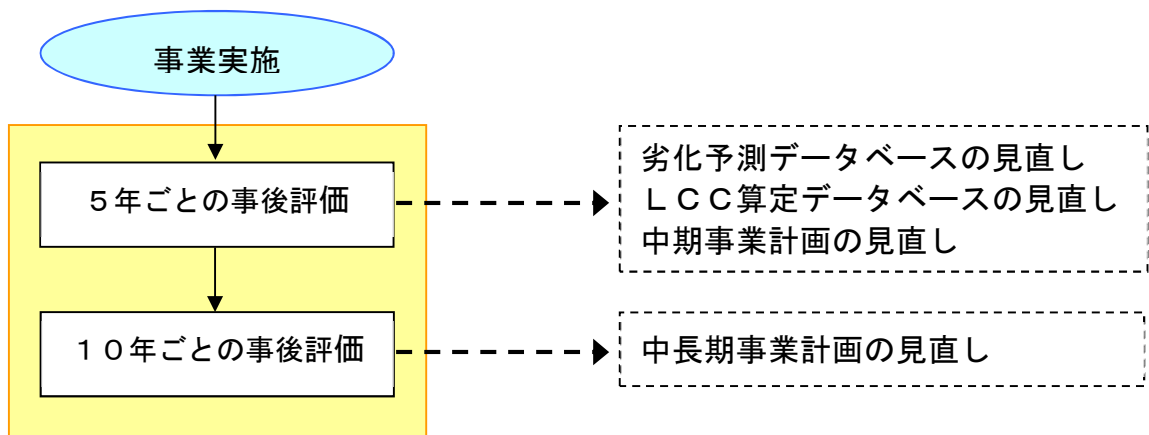 事業実施
５年ごとの事後評価
劣化予測データベースの見直し
ＬＣＣ算定データベースの見直し
中期事業計画の見直し
１０年ごとの事後評価
中長期事業計画の見直し